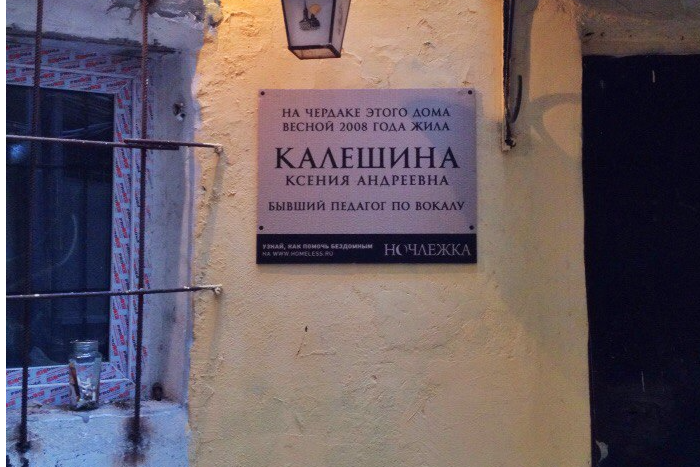 НА ЧЕРДАКЕ ЭТОГО ДОМА
ВЕСНОЙ 2008 ГОДА ЖИЛА
КАЛЕШИНА
КСЕНИЯ АНДРЕЕВНА
БЫВШИЙ ПЕДАГОГ ПО ВОКАЛУ
УЗНАЙ, КАК ПОМОЧЬ БЕЗДОМНЫМ
НА WWW.HOMELESS.RU
НОЧЛЕЖКА